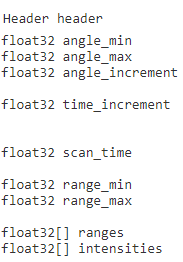 Header header
float32 angle_min
float32 angle_max
float32 angle_increment
float32 time_increment
float32 scan_time
float32 range_min
float32 range_max
float32[] ranges
float32[] intensities